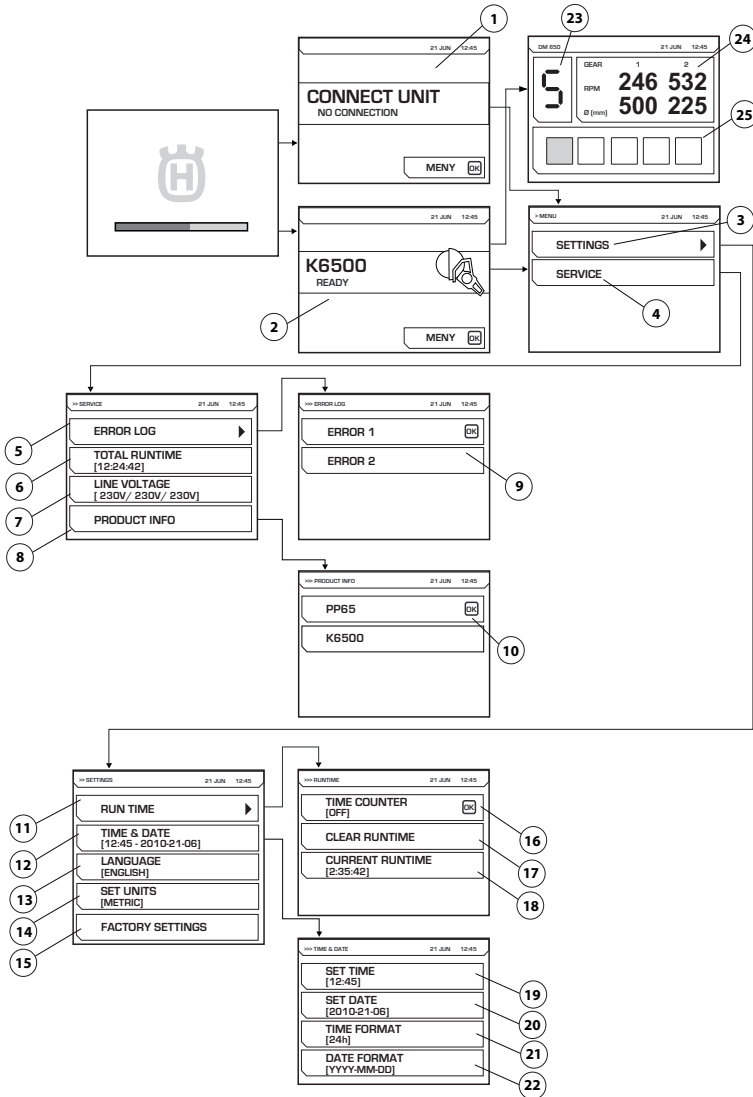 1
21 JUN 12:45
CONNECT UNIT
NO CONNECTION
MENY OK
H
23
24
25
DM 650 21 JUN 12:45
5
GEAR 1 2
RPM 246 532
Ø (mm) 500 225
21 JUN 12:45
K6500
READY
MENY OK
2
> MENU 21 JUN 12:45
SETTINGS
SERVICE
3
4
>> SERVICE 21 JUN 12:45
ERROR LOG
TOTAL RUNTIME
[12:24:42]
LINE VOLTAGE
[ 230V/ 230V/ 230V]
PRODUCT INFO
5
6
7
8
>>> ERROR LOG 21 JUN 12:45
ERROR 1 OK
ERROR 2
9
>>> PRODUCT INFO 21 JUN 12:45
PP65 OK
K6500
10
>> SETTINGS 21 JUN 12:45
RUN TIME
TIME & DATE
[12:45 - 2010-21-06]
LANGUAGE
[ENGLISH]
SET UNITS
[METRIC]
FACTORY SETTINGS
11
12
13
14
15
>>> RUNTIME 21 JUN 12:45
TIME COUNTER
[OFF] OK
CLEAR RUNTIME
CURRENT RUNTIME
[2:35:42]
16
17
18
>>> TIME & DATE 21 JUN 12:45
SET TIME
[12:45]
SET DATE
[2010-21-06]
TIME FORMAT
[24h]
DATE FORMAT
[YYYY-MM-DD]
19
20
21
22